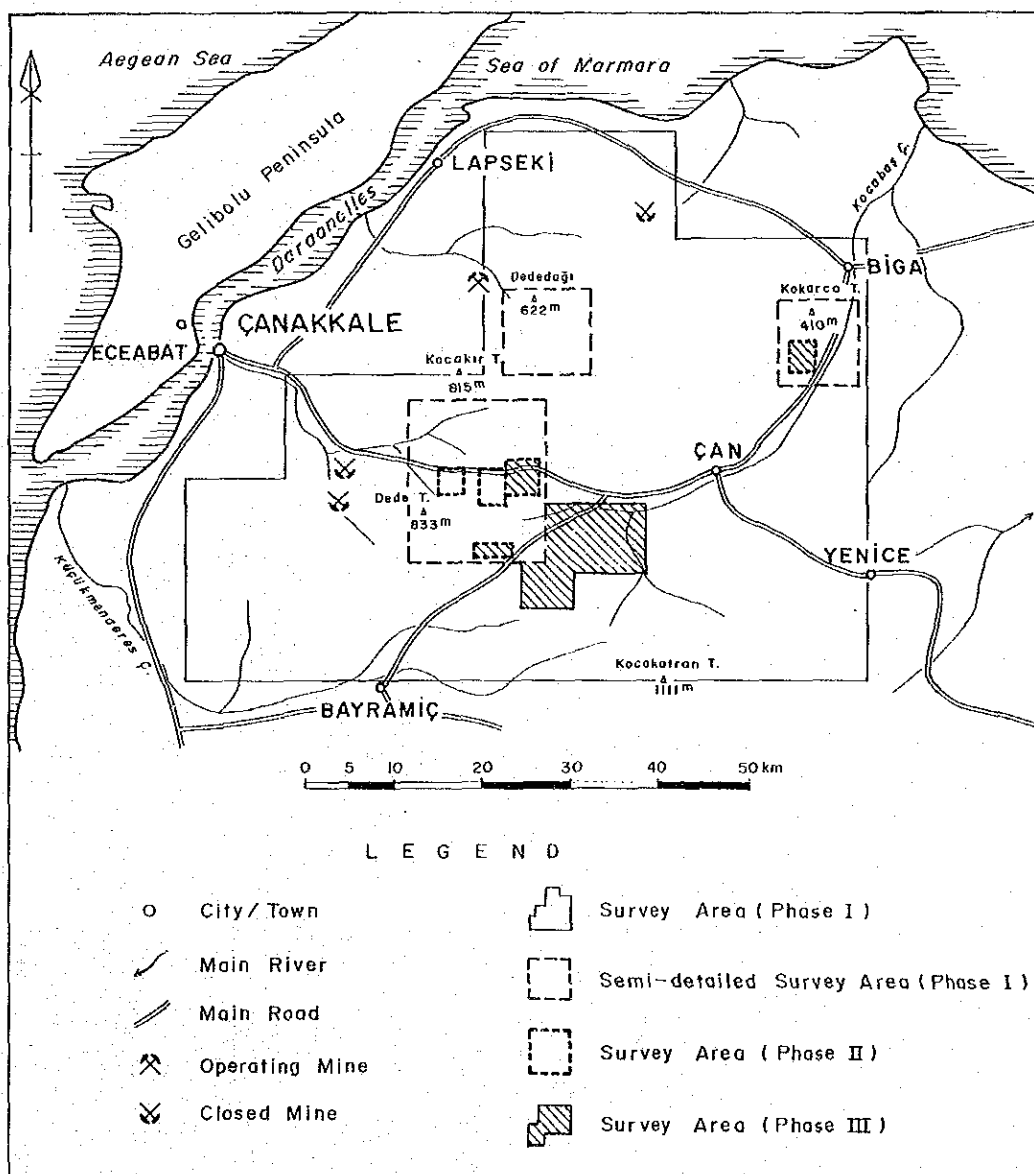 Aegean Sea
Sea of Marmara
Gelibolu Peninsula
Dardanelles
LAPSEKİ
Kocabaş Ç.
BİGA
Dededağı
622m
Kokarca T.
410m
ÇANAKKALE
ECEABAT
Kocakır T.
815m
ÇAN
Dede T.
833m
YENİCE
Küçükmenderes Ç.
Kocakatran T.
1111m
BAYRAMİÇ
0 5 10 20 30 40 50 km
LEGEND
City/Town
Main River
Main Road
Operating Mine
Closed Mine
Survey Area (Phase I)
Semi-detailed Survey Area (Phase I)
Survey Area (Phase II)
Survey Area (Phase III)